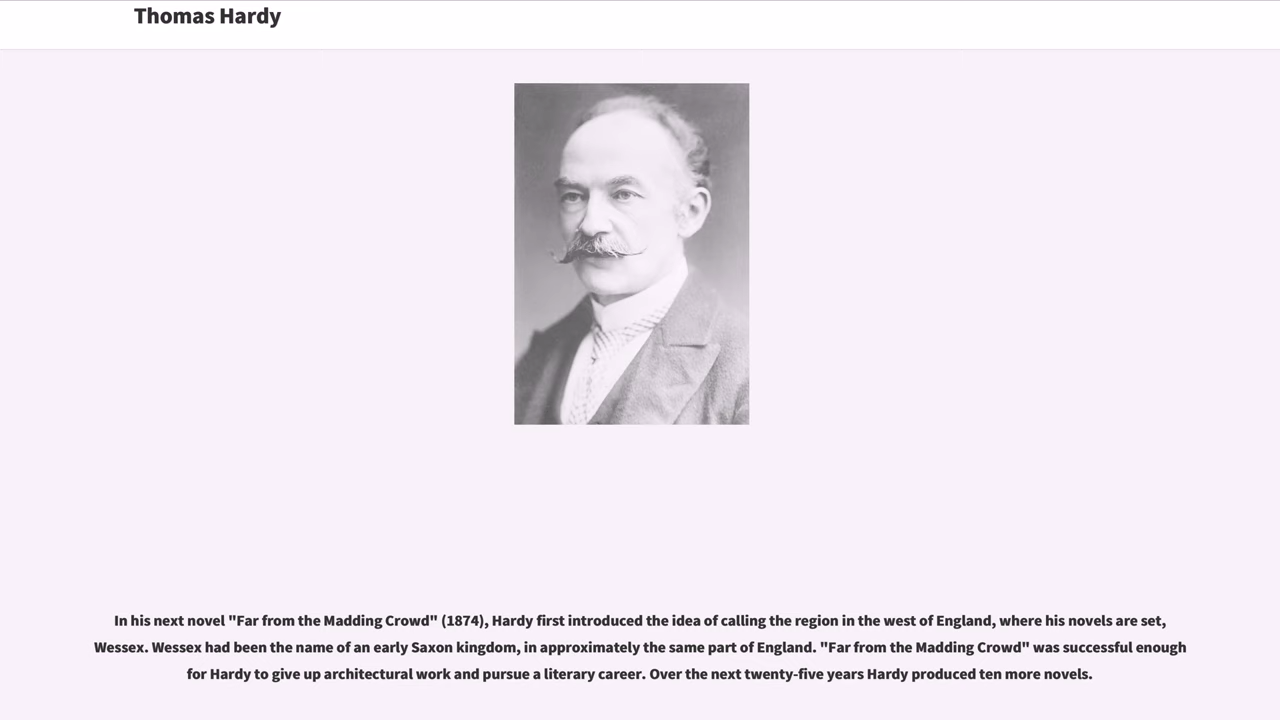 Thomas Hardy
In his next novel "Far from the Madding Crowd" (1874), Hardy first introduced the idea of calling the region in the west of England, where his novels are set,
Wessex. Wessex had been the name of an early Saxon kingdom, in approximately the same part of England. "Far from the Madding Crowd" was successful enough
for Hardy to give up architectural work and pursue a literary career. Over the next twenty-five years Hardy produced ten more novels.